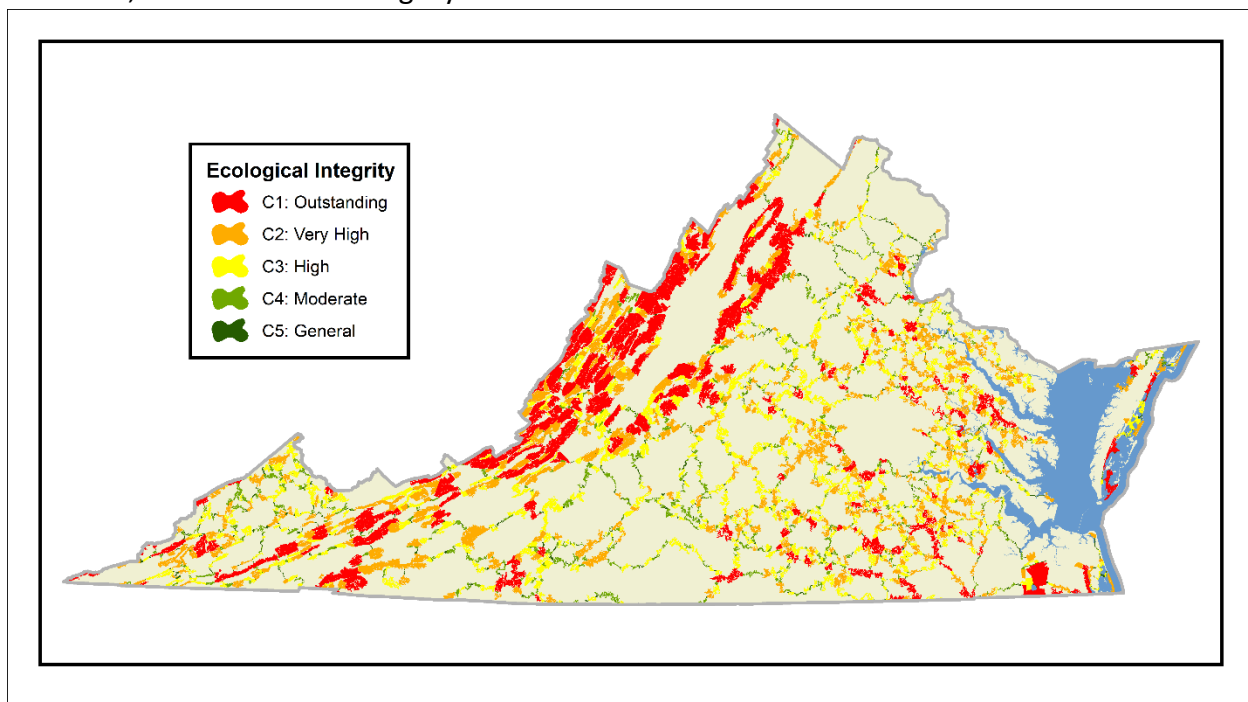 Ecological Integrity
C1: Outstanding
C2: Very High
C3: High
C4: Moderate
C5: General